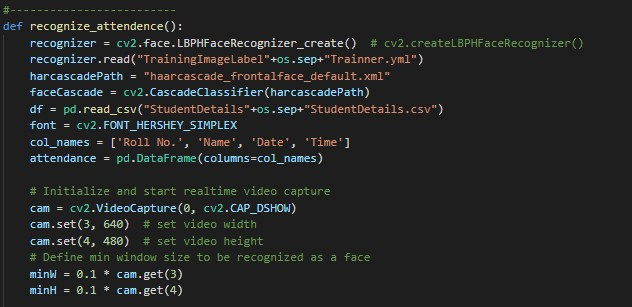 #-------------------------
def recognize_attendence():
    recognizer = cv2.face.LBPHFaceRecognizer_create()  # cv2.createLBPHFaceRecognizer()
    recognizer.read("TrainingImageLabel"+os.sep+"Trainner.yml")
    harcascadePath = "haarcascade_frontalface_default.xml"
    faceCascade = cv2.CascadeClassifier(harcascadePath)
    df = pd.read_csv("StudentDetails"+os.sep+"StudentDetails.csv")
    font = cv2.FONT_HERSHEY_SIMPLEX
    col_names = ['Roll No.', 'Name', 'Date', 'Time']
    attendance = pd.DataFrame(columns=col_names)

    # Initialize and start realtime video capture
    cam = cv2.VideoCapture(0, cv2.CAP_DSHOW)
    cam.set(3, 640)  # set video width
    cam.set(4, 480)  # set video height
    # Define min window size to be recognized as a face
    minW = 0.1 * cam.get(3)
    minH = 0.1 * cam.get(4)